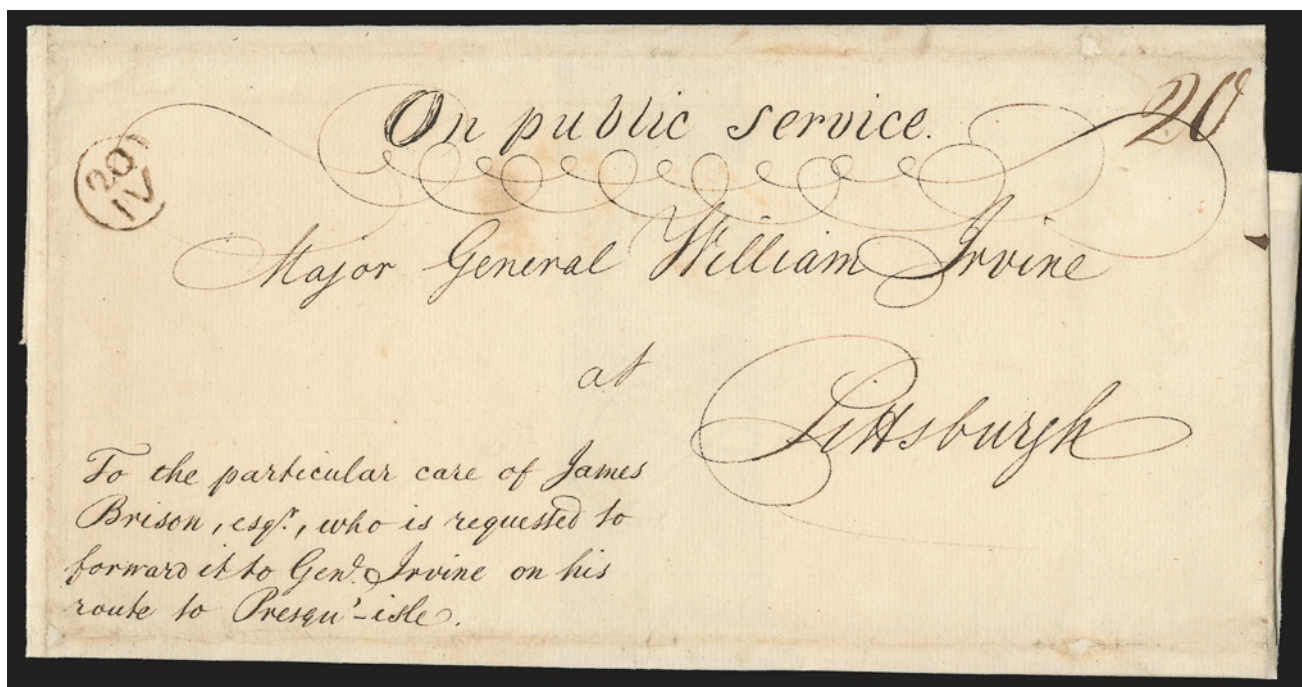 On public service.
20
20
IV
Major General William Irvine
at
Pittsburgh
To the particular care of James
Brison, esqr., who is requested to
forward it to Genl. Irvine on his
route to Presqu'-isle.